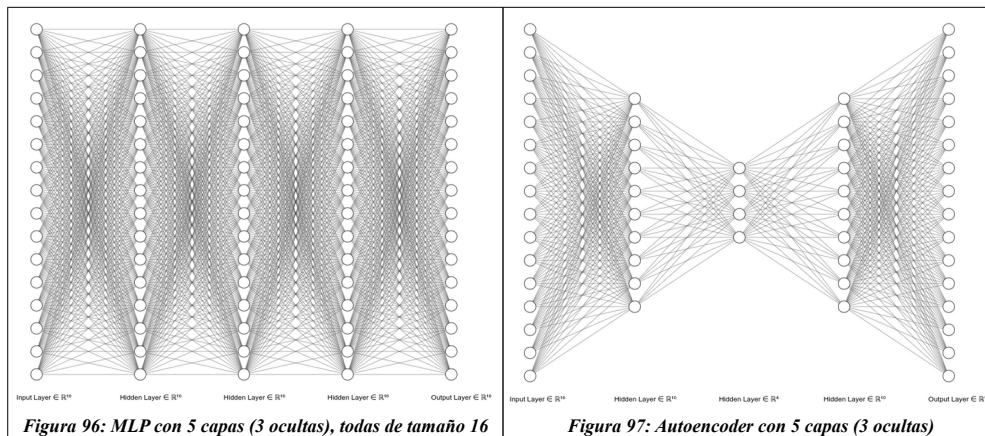 Input Layer ∈ ℝ¹⁶ Hidden Layer ∈ ℝ¹⁶ Hidden Layer ∈ ℝ¹⁶ Hidden Layer ∈ ℝ¹⁶ Output Layer ∈ ℝ¹⁶
Figura 96: MLP con 5 capas (3 ocultas), todas de tamaño 16
Input Layer ∈ ℝ¹⁶ Hidden Layer ∈ ℝ¹⁰ Hidden Layer ∈ ℝ⁴ Hidden Layer ∈ ℝ¹⁰ Output Layer ∈
Figura 97: Autoencoder con 5 capas (3 ocultas)